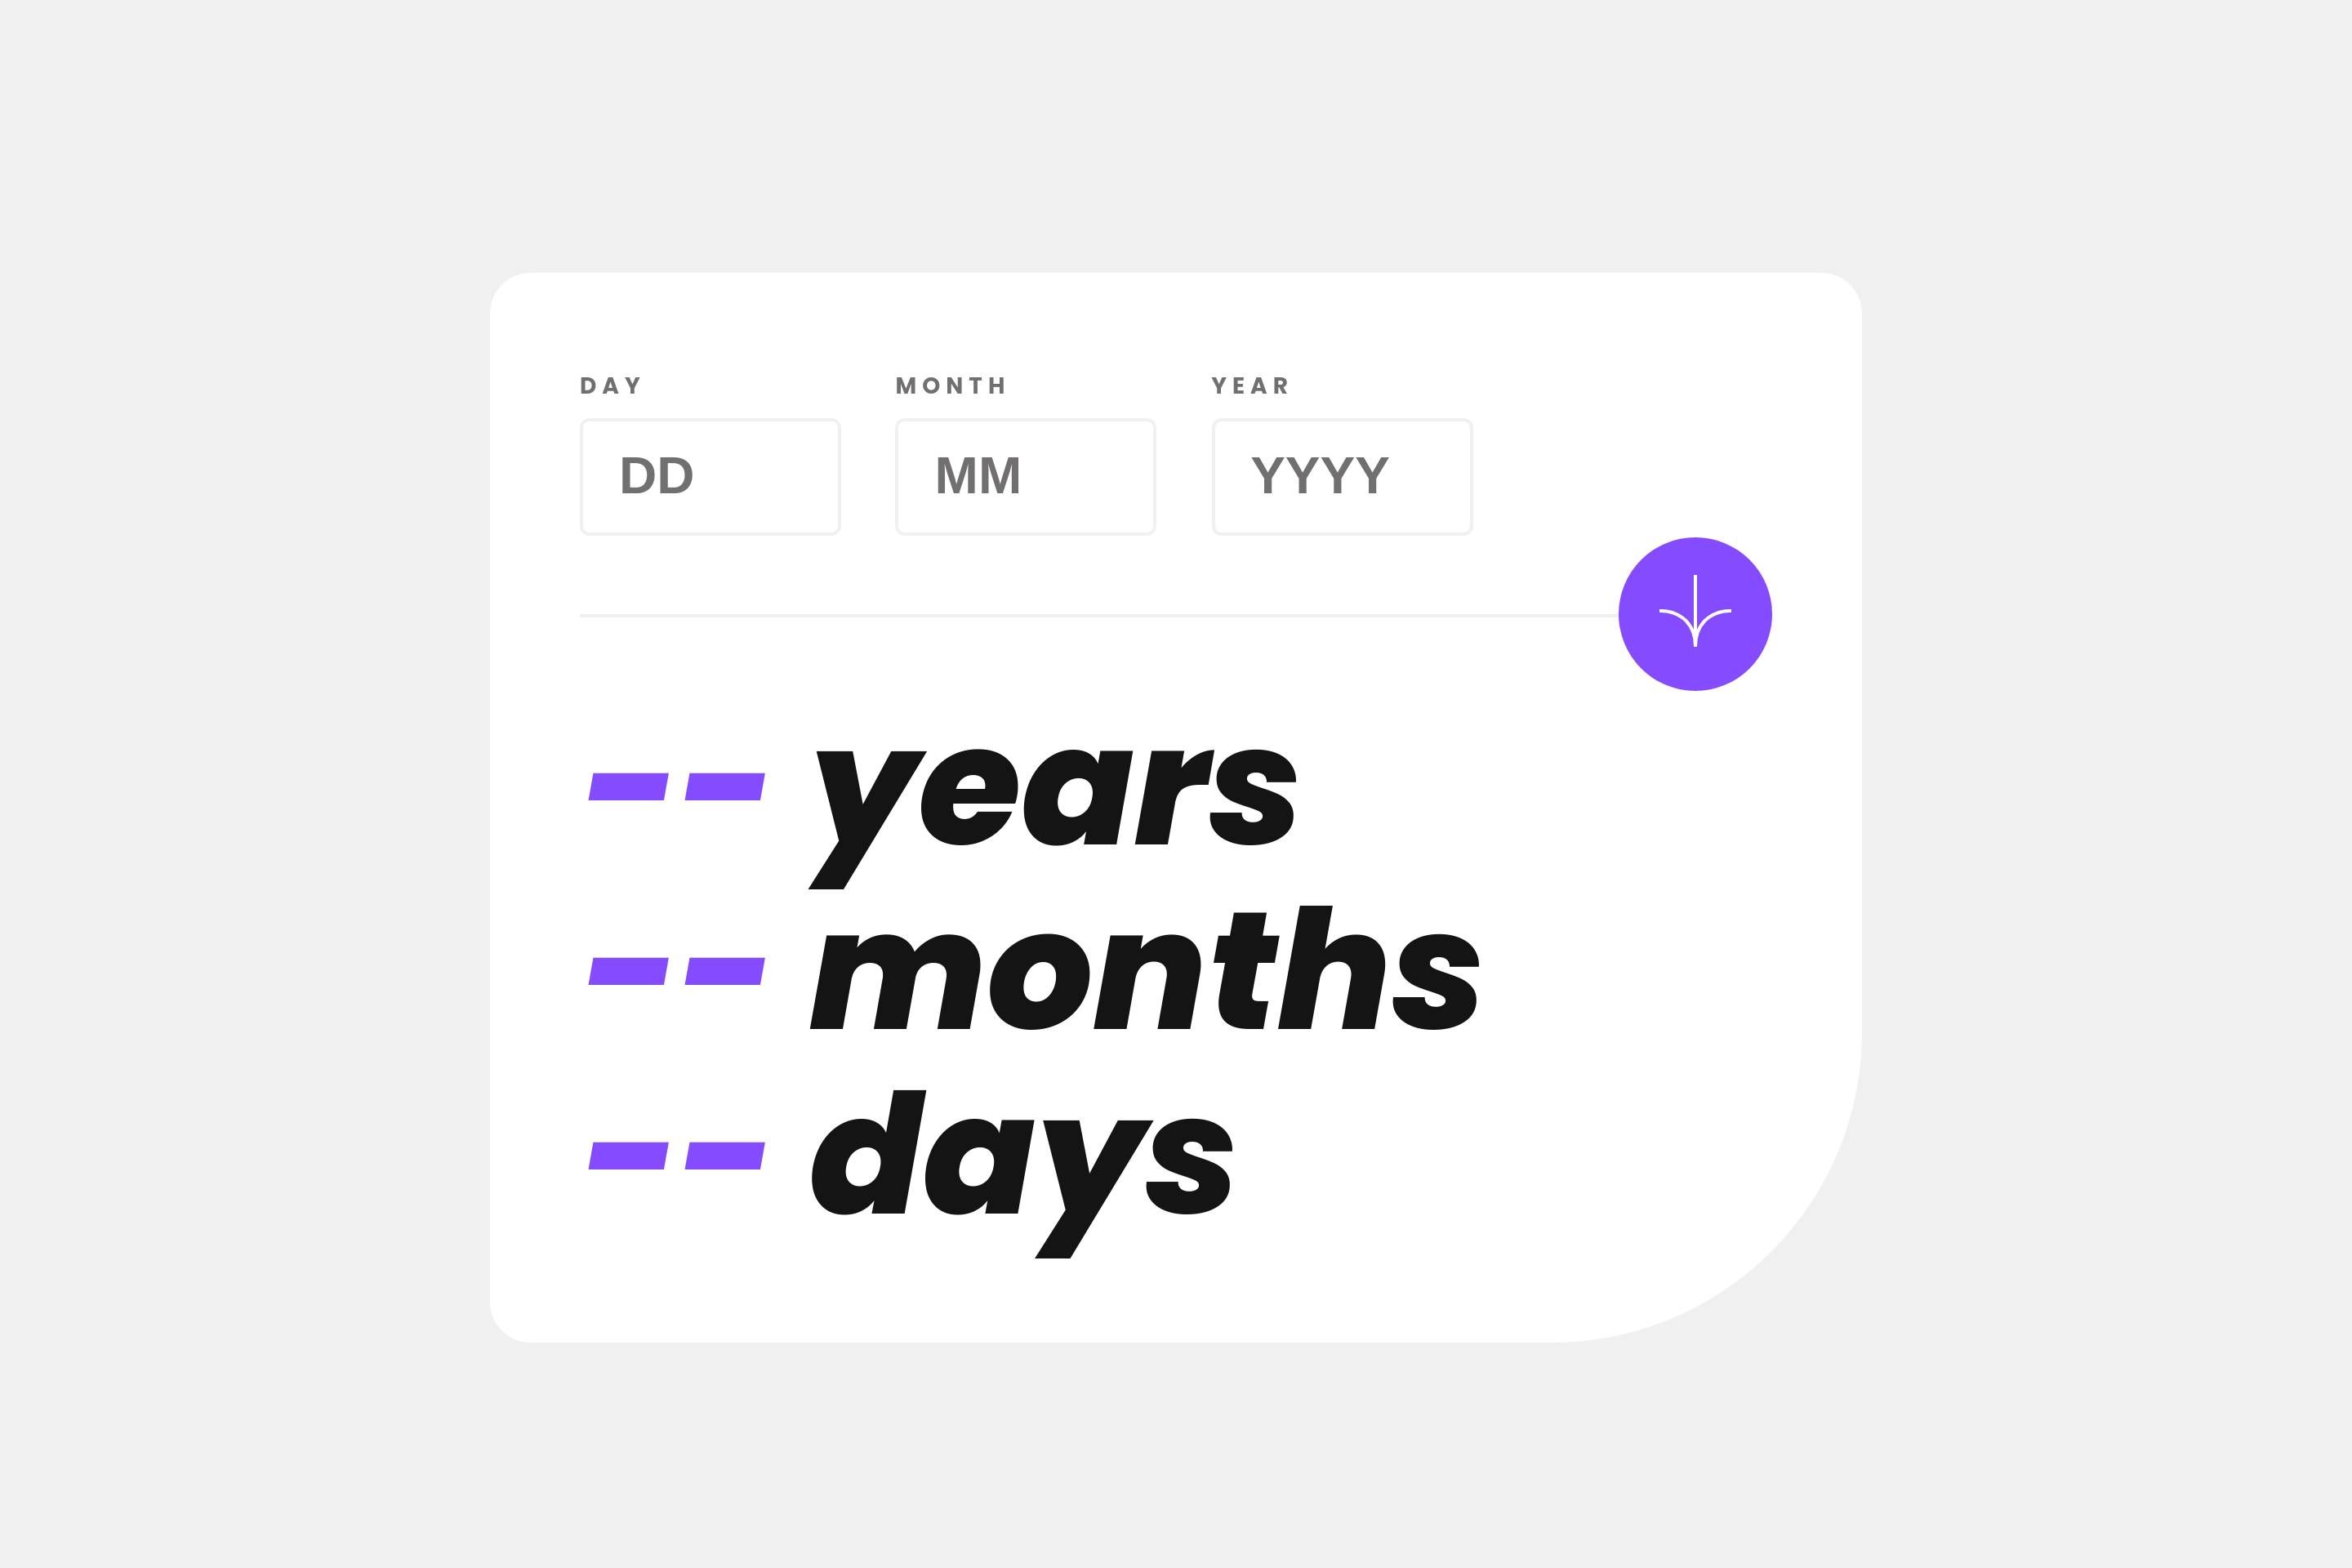 DAY MONTH YEAR
DD MM YYYY
-- years
-- months
-- days